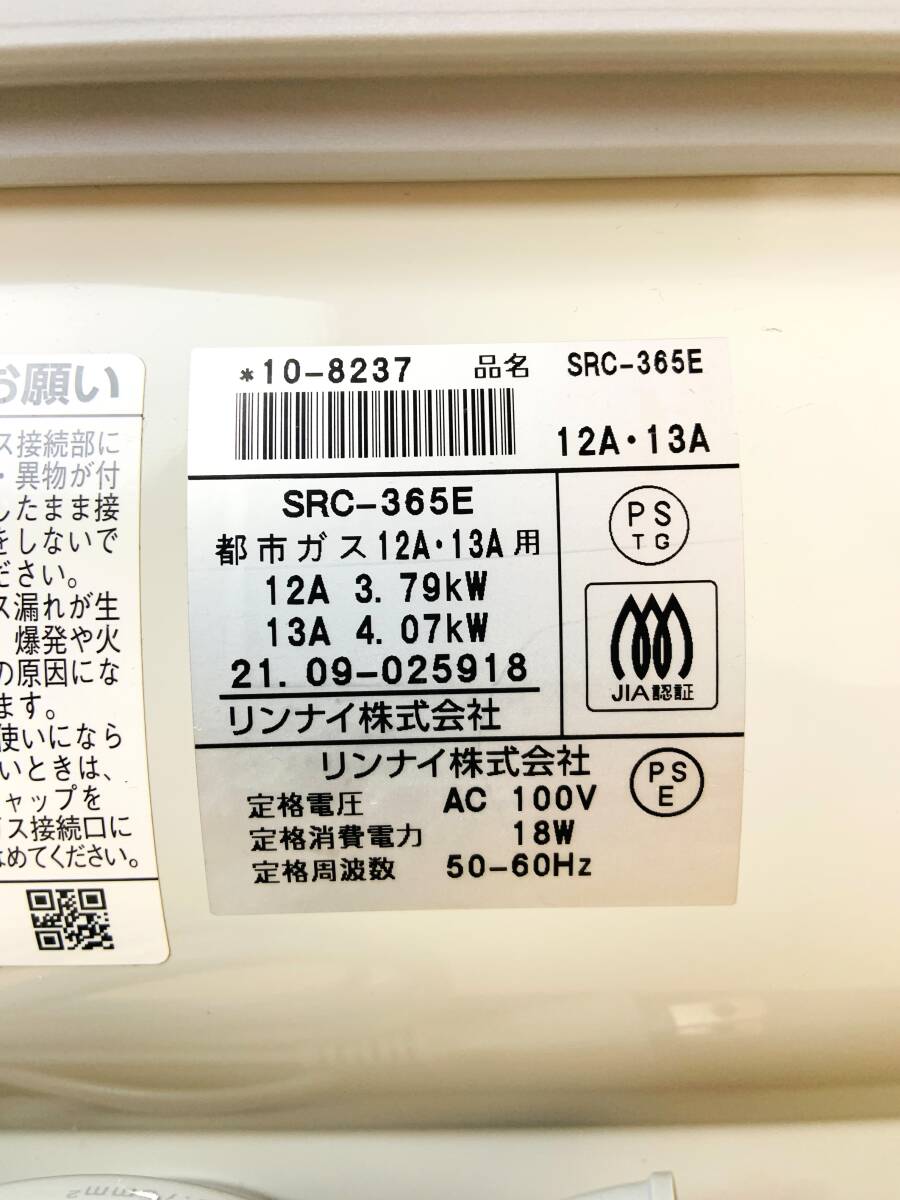 お願い
ス接続部に
・異物が付
したまま接
をしないで
ださい。
ス漏れが生
爆発や火
の原因にな
ます。
使いになら
いときは、
ャップを
ス接続口に
めてください。
*10-8237 品名 SRC-365E
12A・13A
SRC-365E
都市ガス12A・13A用
12A 3.79kW
13A 4.07kW
21.09-025918
リンナイ株式会社
PS
TG
JIA認証
リンナイ株式会社
PS
E
定格電圧 AC 100V
定格消費電力 18W
定格周波数 50-60Hz